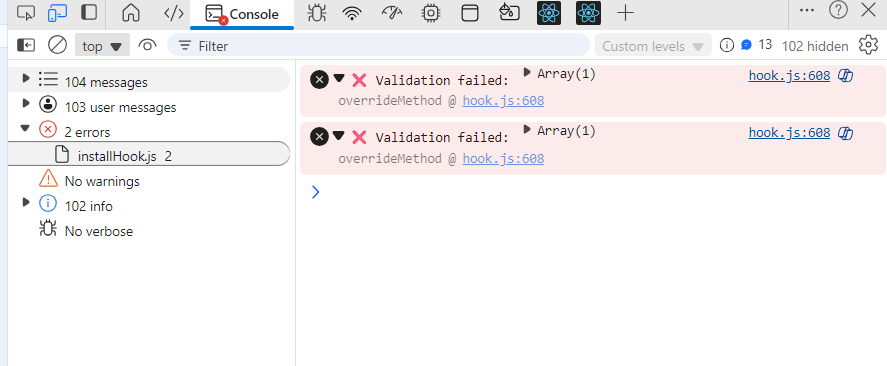 Console
top
Filter
Custom levels
13
102 hidden
104 messages
103 user messages
2 errors
installHook.js 2
No warnings
102 info
No verbose
❌ Validation failed: ▶ Array(1) hook.js:608
overrideMethod @ hook.js:608
❌ Validation failed: ▶ Array(1) hook.js:608
overrideMethod @ hook.js:608